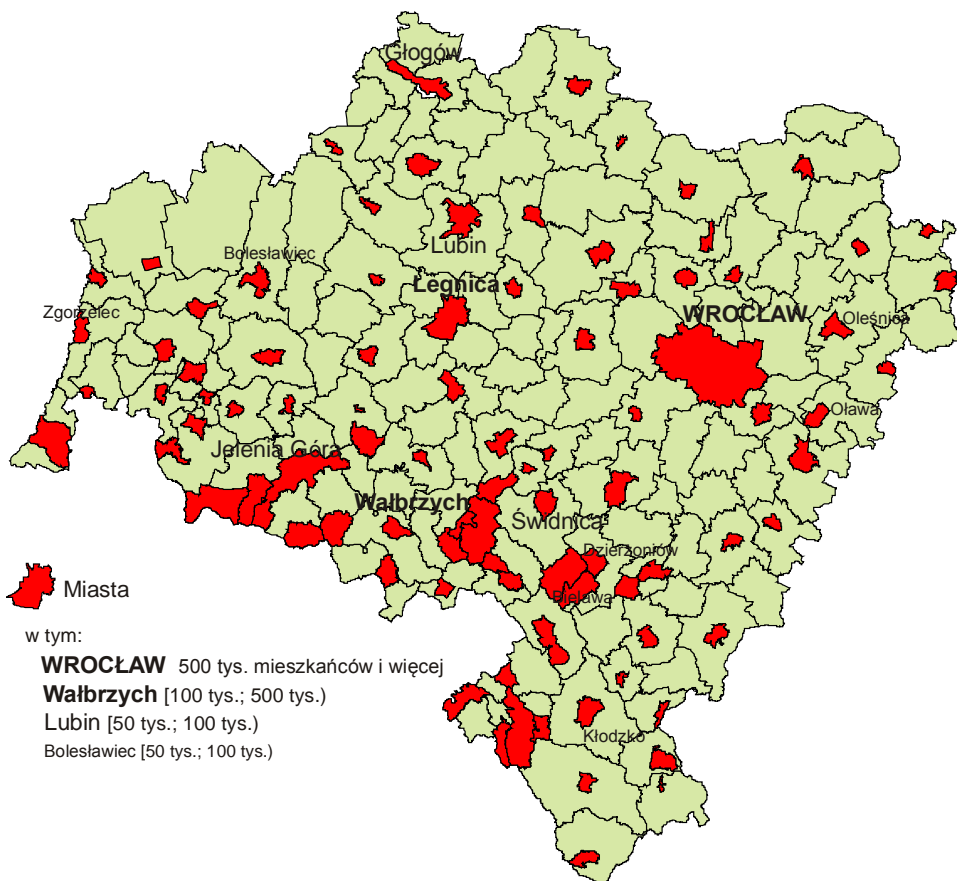 Głogów
Lubin
Bolesławiec
Legnica
Zgorzelec
WROCŁAW
Oleśnica
Oława
Jelenia Góra
Wałbrzych
Świdnica
Dzierżoniów
Bielawa
Kłodzko
Miasta
w tym:
WROCŁAW 500 tys. mieszkańców i więcej
Wałbrzych [100 tys.; 500 tys.)
Lubin [50 tys.; 100 tys.)
Bolesławiec [50 tys.; 100 tys.)